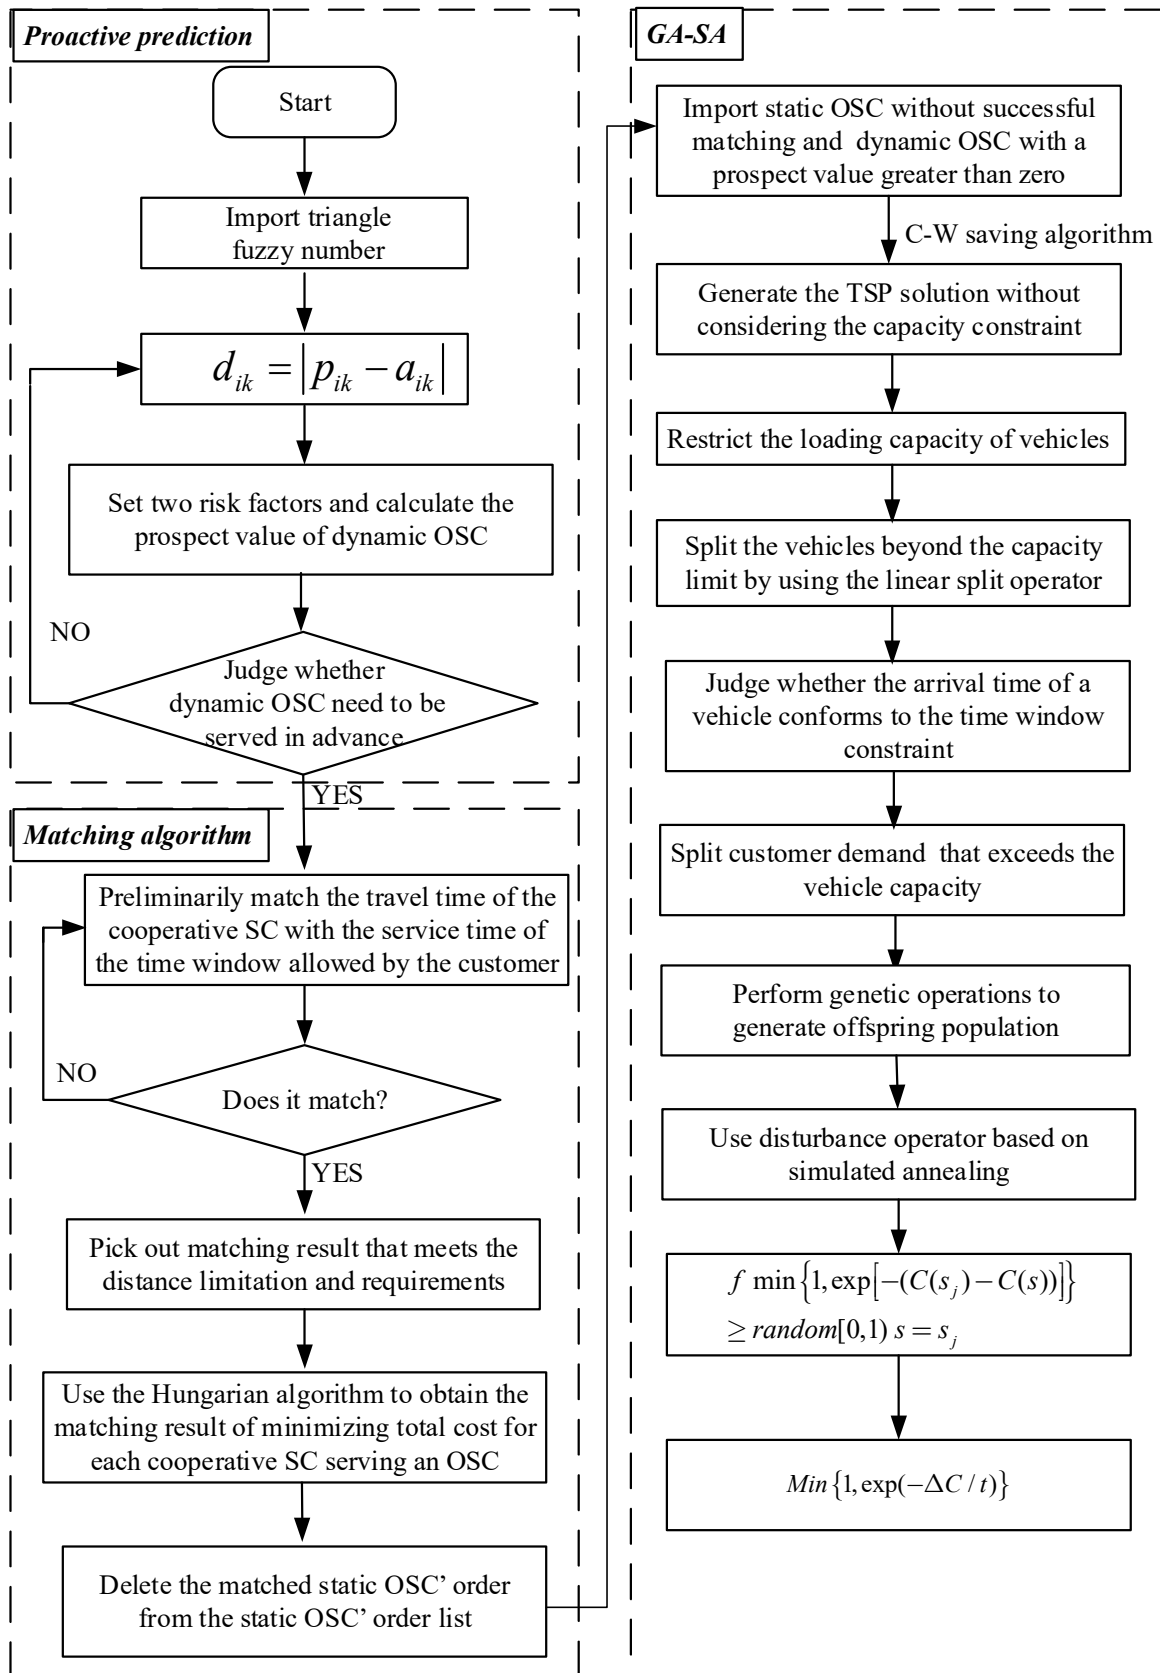 Proactive prediction
Start
Import triangle
fuzzy number
d_{ik} = |p_{ik} − a_{ik}|
Set two risk factors and calculate the
prospect value of dynamic OSC
NO
Judge whether
dynamic OSC need to be
served in advance
YES
Matching algorithm
Preliminarily match the travel time of the
cooperative SC with the service time of
the time window allowed by the customer
NO
Does it match?
YES
Pick out matching result that meets the
distance limitation and requirements
Use the Hungarian algorithm to obtain the
matching result of minimizing total cost for
each cooperative SC serving an OSC
Delete the matched static OSC’ order
from the static OSC’ order list
GA-SA
Import static OSC without successful
matching and dynamic OSC with a
prospect value greater than zero
C-W saving algorithm
Generate the TSP solution without
considering the capacity constraint
Restrict the loading capacity of vehicles
Split the vehicles beyond the capacity
limit by using the linear split operator
Judge whether the arrival time of a
vehicle conforms to the time window
constraint
Split customer demand that exceeds the
vehicle capacity
Perform genetic operations to
generate offspring population
Use disturbance operator based on
simulated annealing
f min{1, exp[−(C(s_j) − C(s))]}
≥ random[0,1) s = s_j
Min{1, exp(−ΔC / t)}